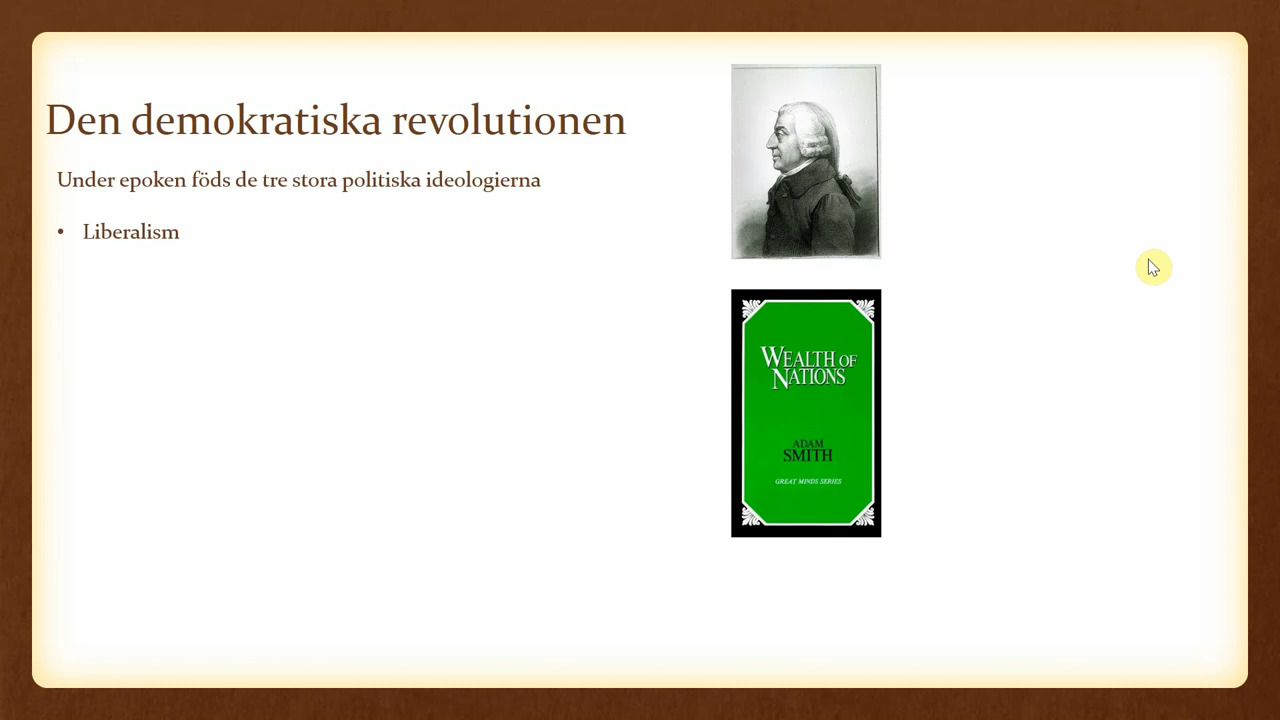 Den demokratiska revolutionen
Under epoken föds de tre stora politiska ideologierna
• Liberalism
WEALTH OF
NATIONS
ADAM
SMITH
GREAT MINDS SERIES